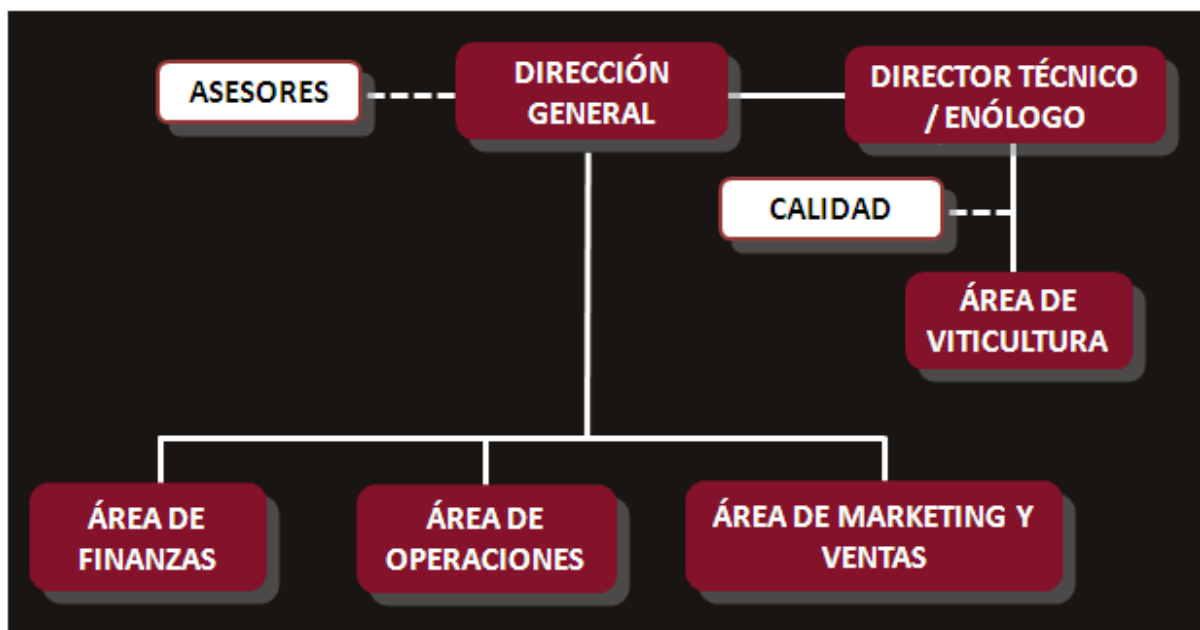 ASESORES
DIRECCIÓN
GENERAL
DIRECTOR TÉCNICO
/ ENÓLOGO
CALIDAD
ÁREA DE
VITICULTURA
ÁREA DE
FINANZAS
ÁREA DE
OPERACIONES
ÁREA DE MARKETING Y
VENTAS